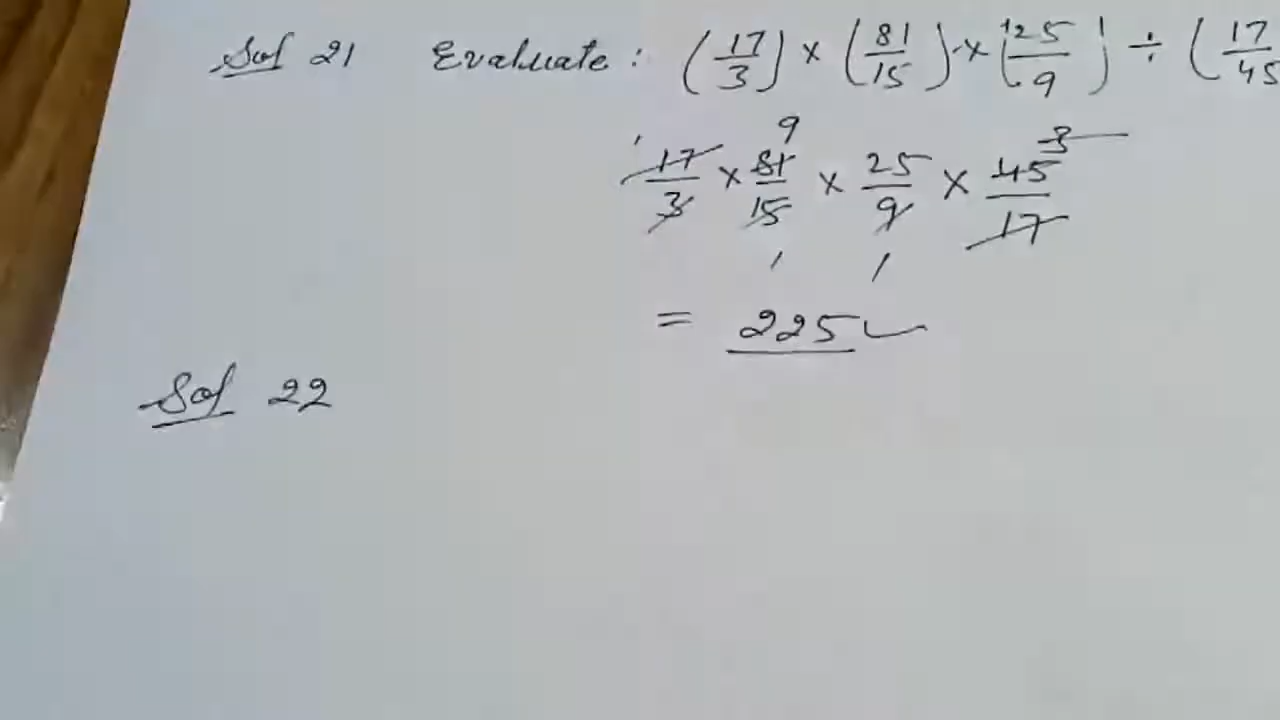 Sol 21 Evaluate : (17/3) × (81/15) × (25/9) ÷ (17/45
17/3 × 81/15 × 25/9 × 45/17
= 225
Sol 22